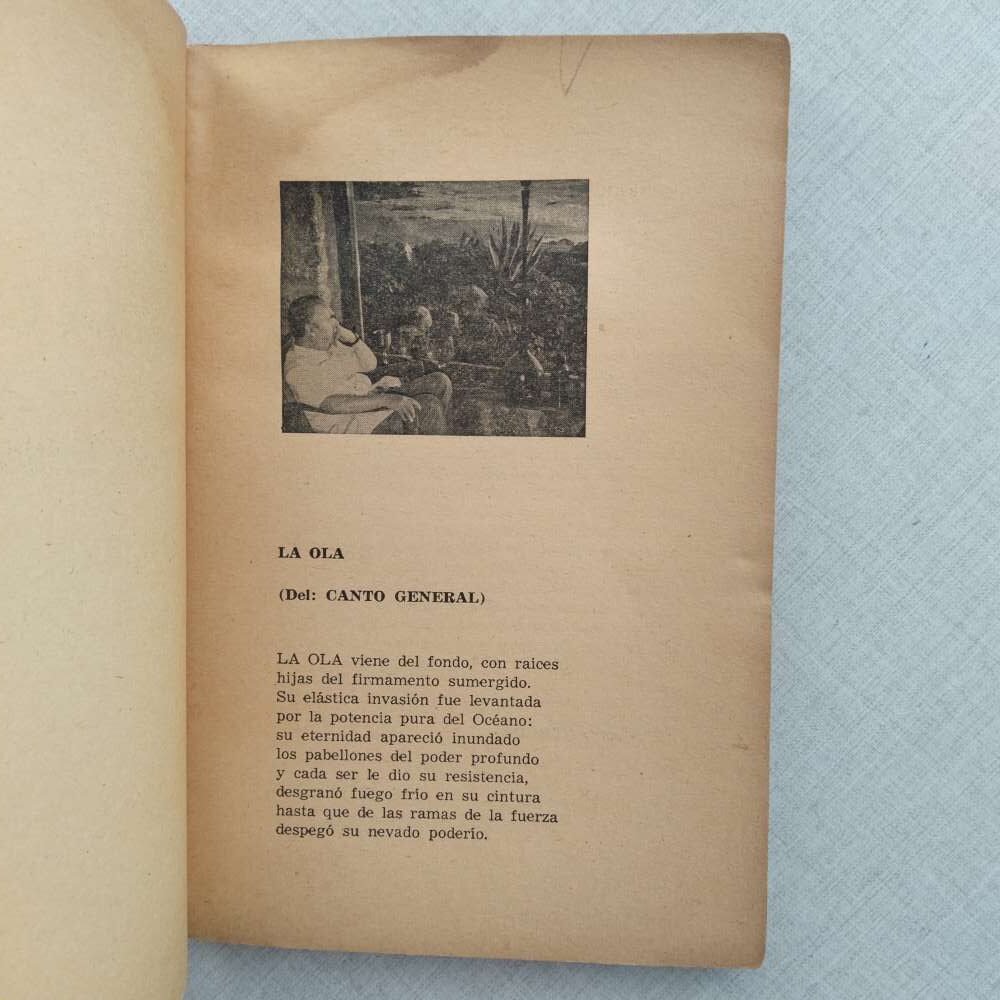 LA OLA
(Del: CANTO GENERAL)
LA OLA viene del fondo, con raices
hijas del firmamento sumergido.
Su elástica invasión fue levantada
por la potencia pura del Océano:
su eternidad apareció inundado
los pabellones del poder profundo
y cada ser le dio su resistencia,
desgranó fuego frío en su cintura
hasta que de las ramas de la fuerza
despegó su nevado poderío.